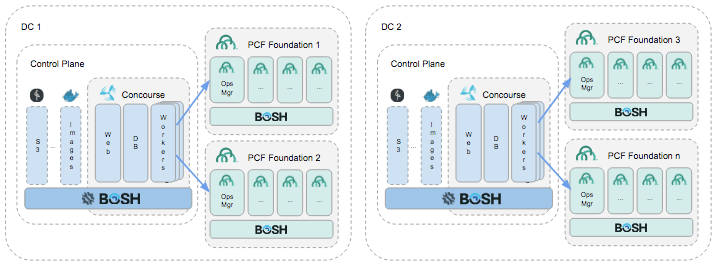 DC 1
Control Plane
Concourse
S3
...
Images
Web
DB
Workers
BOSH
PCF Foundation 1
Ops
Mgr
...
...
...
BOSH
PCF Foundation 2
Ops
Mgr
...
...
...
BOSH
DC 2
Control Plane
Concourse
S3
...
Images
Web
DB
Workers
BOSH
PCF Foundation 3
Ops
Mgr
...
...
...
BOSH
PCF Foundation n
Ops
Mgr
...
...
...
BOSH